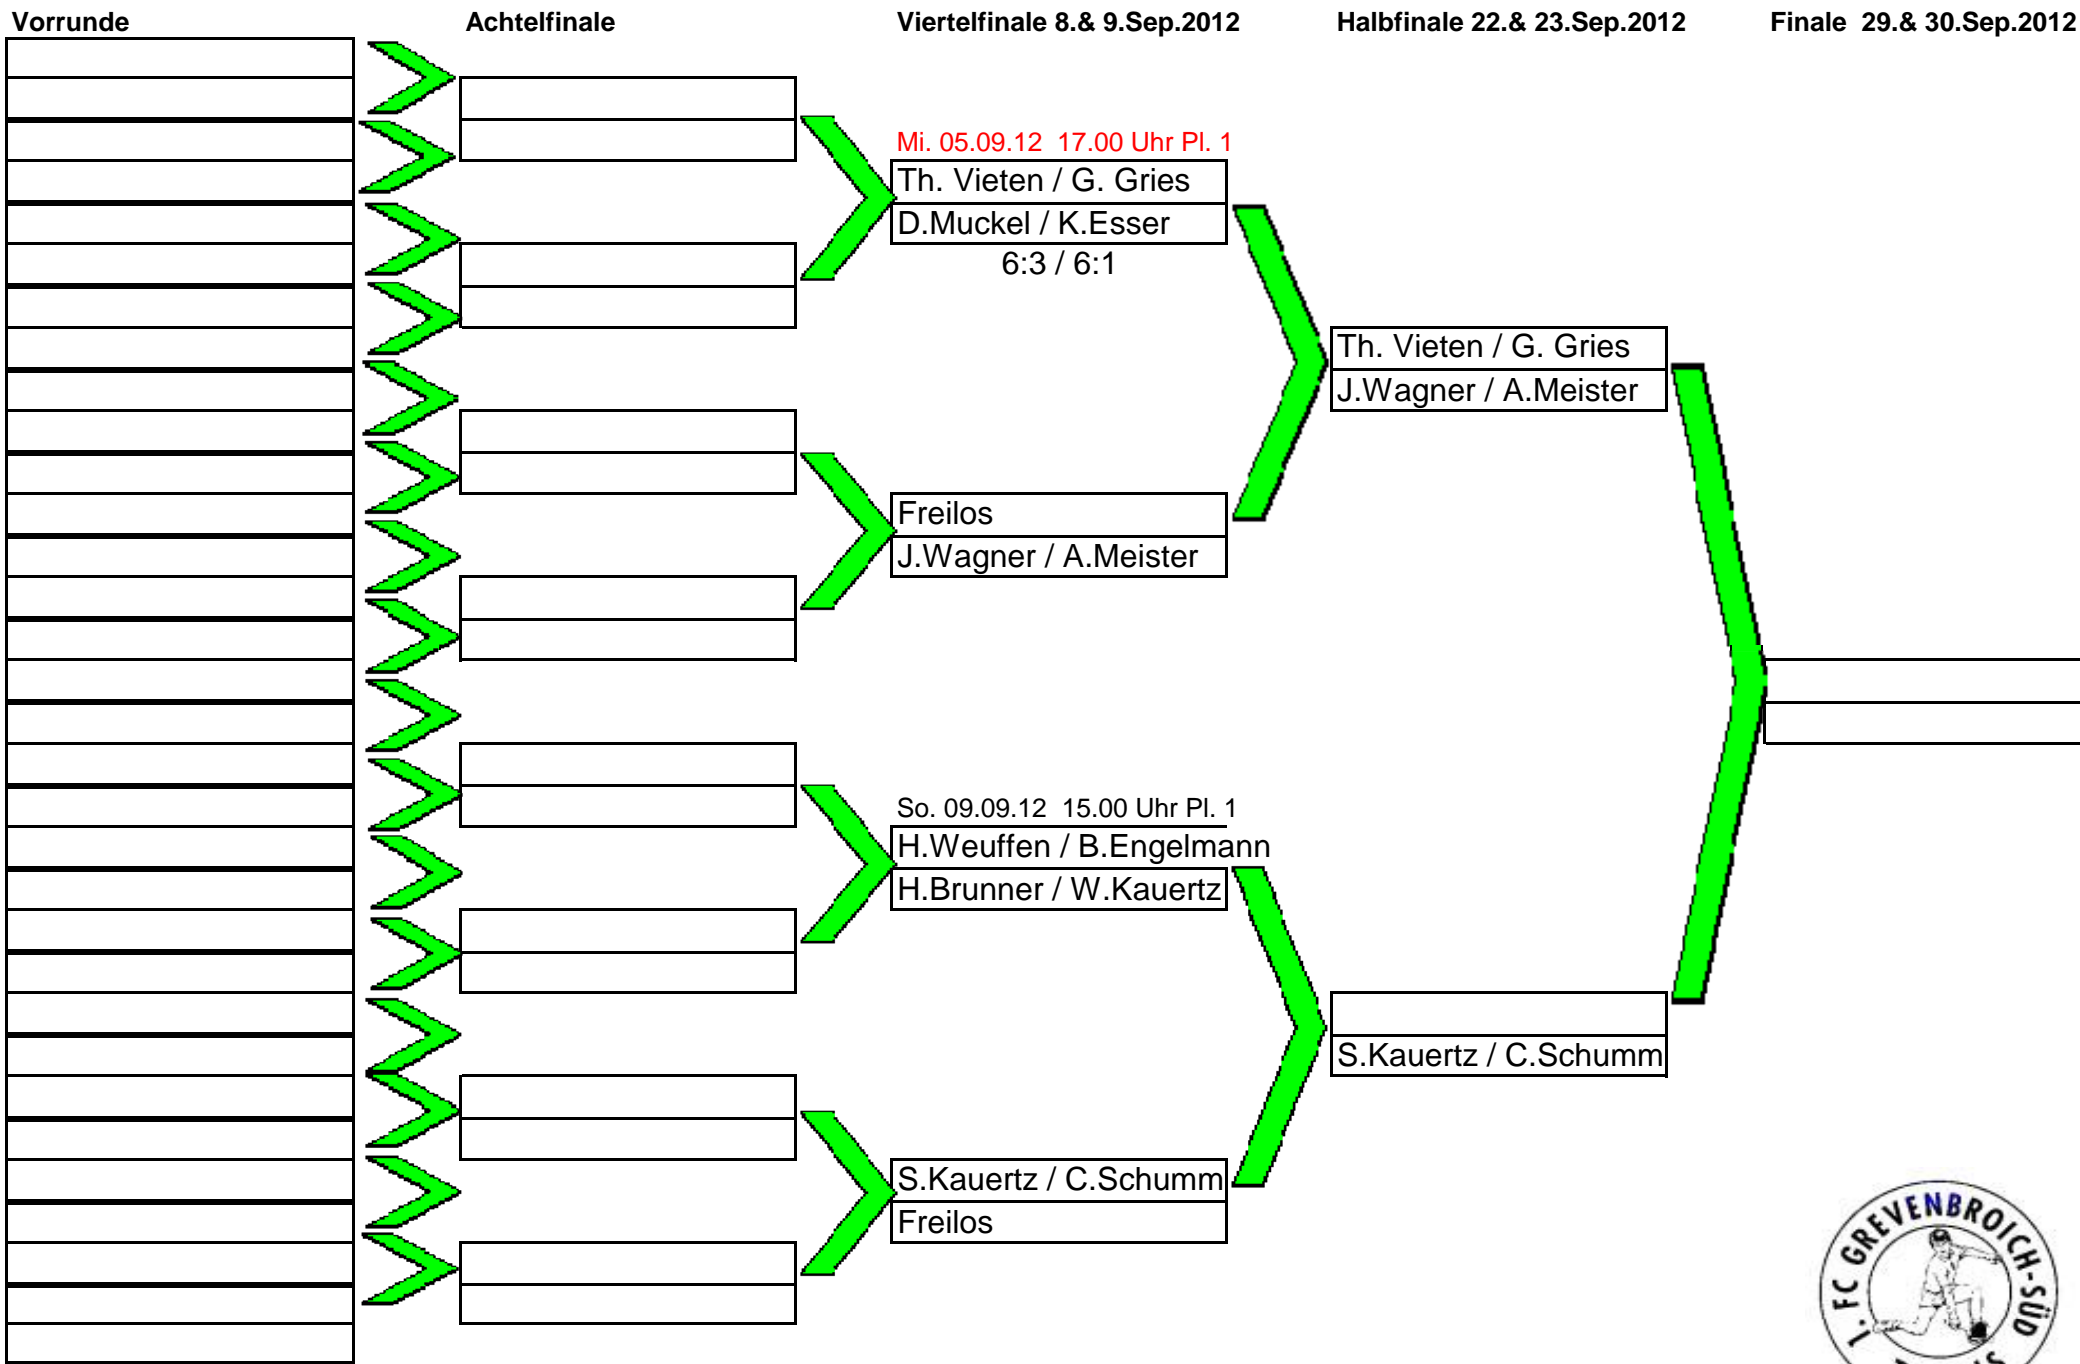 Vorrunde Achtelfinale Viertelfinale 8.& 9.Sep.2012 Halbfinale 22.& 23.Sep.2012 Finale 29.& 30.Sep.2012
Mi. 05.09.12 17.00 Uhr Pl. 1
Th. Vieten / G. Gries
D.Muckel / K.Esser
6:3 / 6:1
Th. Vieten / G. Gries
J.Wagner / A.Meister
Freilos
J.Wagner / A.Meister
So. 09.09.12 15.00 Uhr Pl. 1
H.Weuffen / B.Engelmann
H.Brunner / W.Kauertz
S.Kauertz / C.Schumm
S.Kauertz / C.Schumm
Freilos
1. FC GREVENBROICH-SÜD